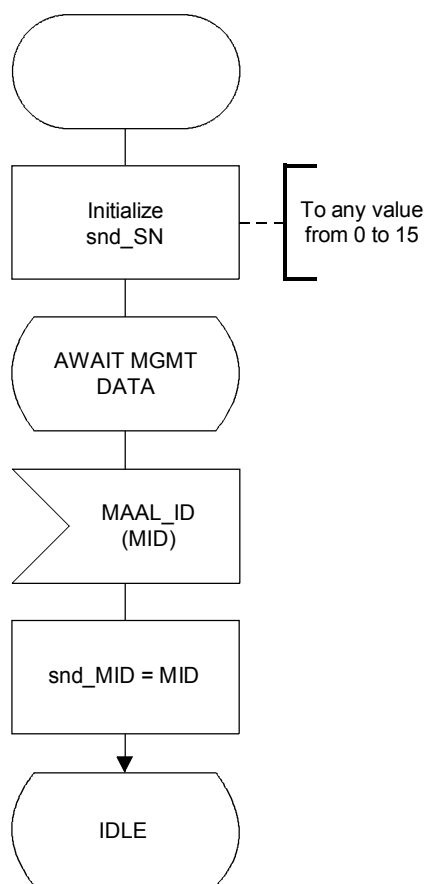 Initialize
snd_SN
To any value
from 0 to 15
AWAIT MGMT
DATA
MAAL_ID
(MID)
snd_MID = MID
IDLE